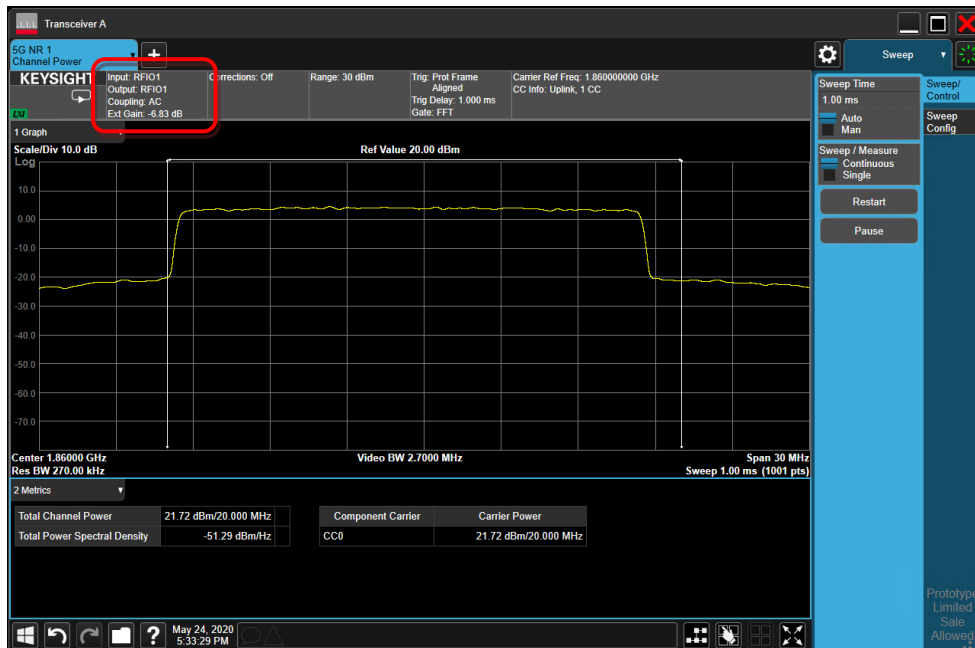 Transceiver A
5G NR 1
Channel Power
+
Sweep
KEYSIGHT
LXI
Input: RFIO1
Output: RFIO1
Coupling: AC
Ext Gain: -6.83 dB
Corrections: Off
Range: 30 dBm
Trig: Prot Frame
Aligned
Trig Delay: 1.000 ms
Gate: FFT
Carrier Ref Freq: 1.860000000 GHz
CC Info: Uplink, 1 CC
Sweep Time
1.00 ms
Auto
Man
Sweep / Measure
Continuous
Single
Restart
Pause
Sweep/
Control
Sweep
Config
1 Graph
Scale/Div 10.0 dB
Ref Value 20.00 dBm
Log
10.0
0.00
-10.0
-20.0
-30.0
-40.0
-50.0
-60.0
-70.0
Center 1.86000 GHz
Video BW 2.7000 MHz
Span 30 MHz
Res BW 270.00 kHz
Sweep 1.00 ms (1001 pts)
2 Metrics
Total Channel Power 21.72 dBm/20.000 MHz
Total Power Spectral Density -51.29 dBm/Hz
Component Carrier Carrier Power
CC0 21.72 dBm/20.000 MHz
?
May 24, 2020
5:33:29 PM
Prototype
Limited
Sale
Allowed